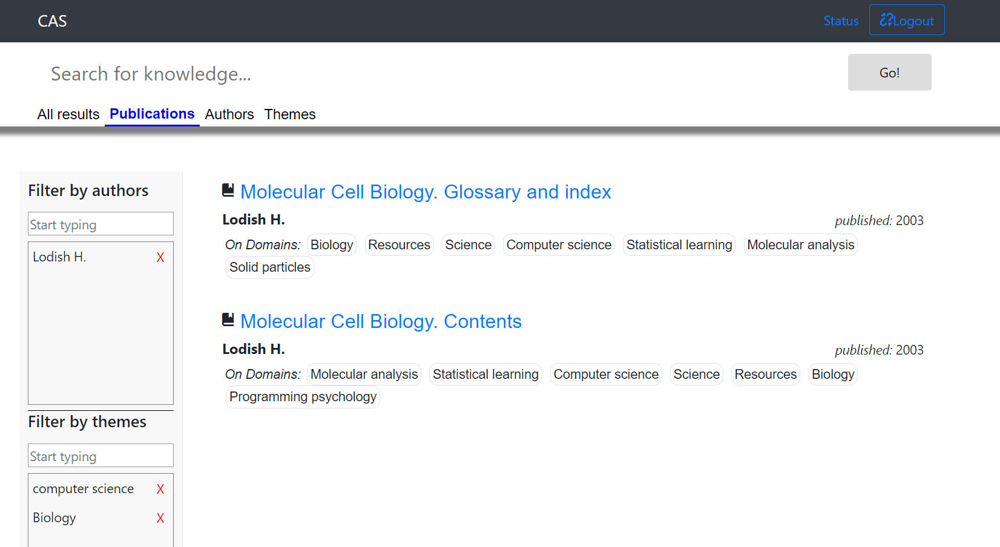 CAS
Status
Logout
Search for knowledge...
Go!
All results Publications Authors Themes
Filter by authors
Start typing
Lodish H. X
Filter by themes
Start typing
computer science X
Biology X
Molecular Cell Biology. Glossary and index
Lodish H.
published: 2003
On Domains: Biology Resources Science Computer science Statistical learning Molecular analysis
Solid particles
Molecular Cell Biology. Contents
Lodish H.
published: 2003
On Domains: Molecular analysis Statistical learning Computer science Science Resources Biology
Programming psychology